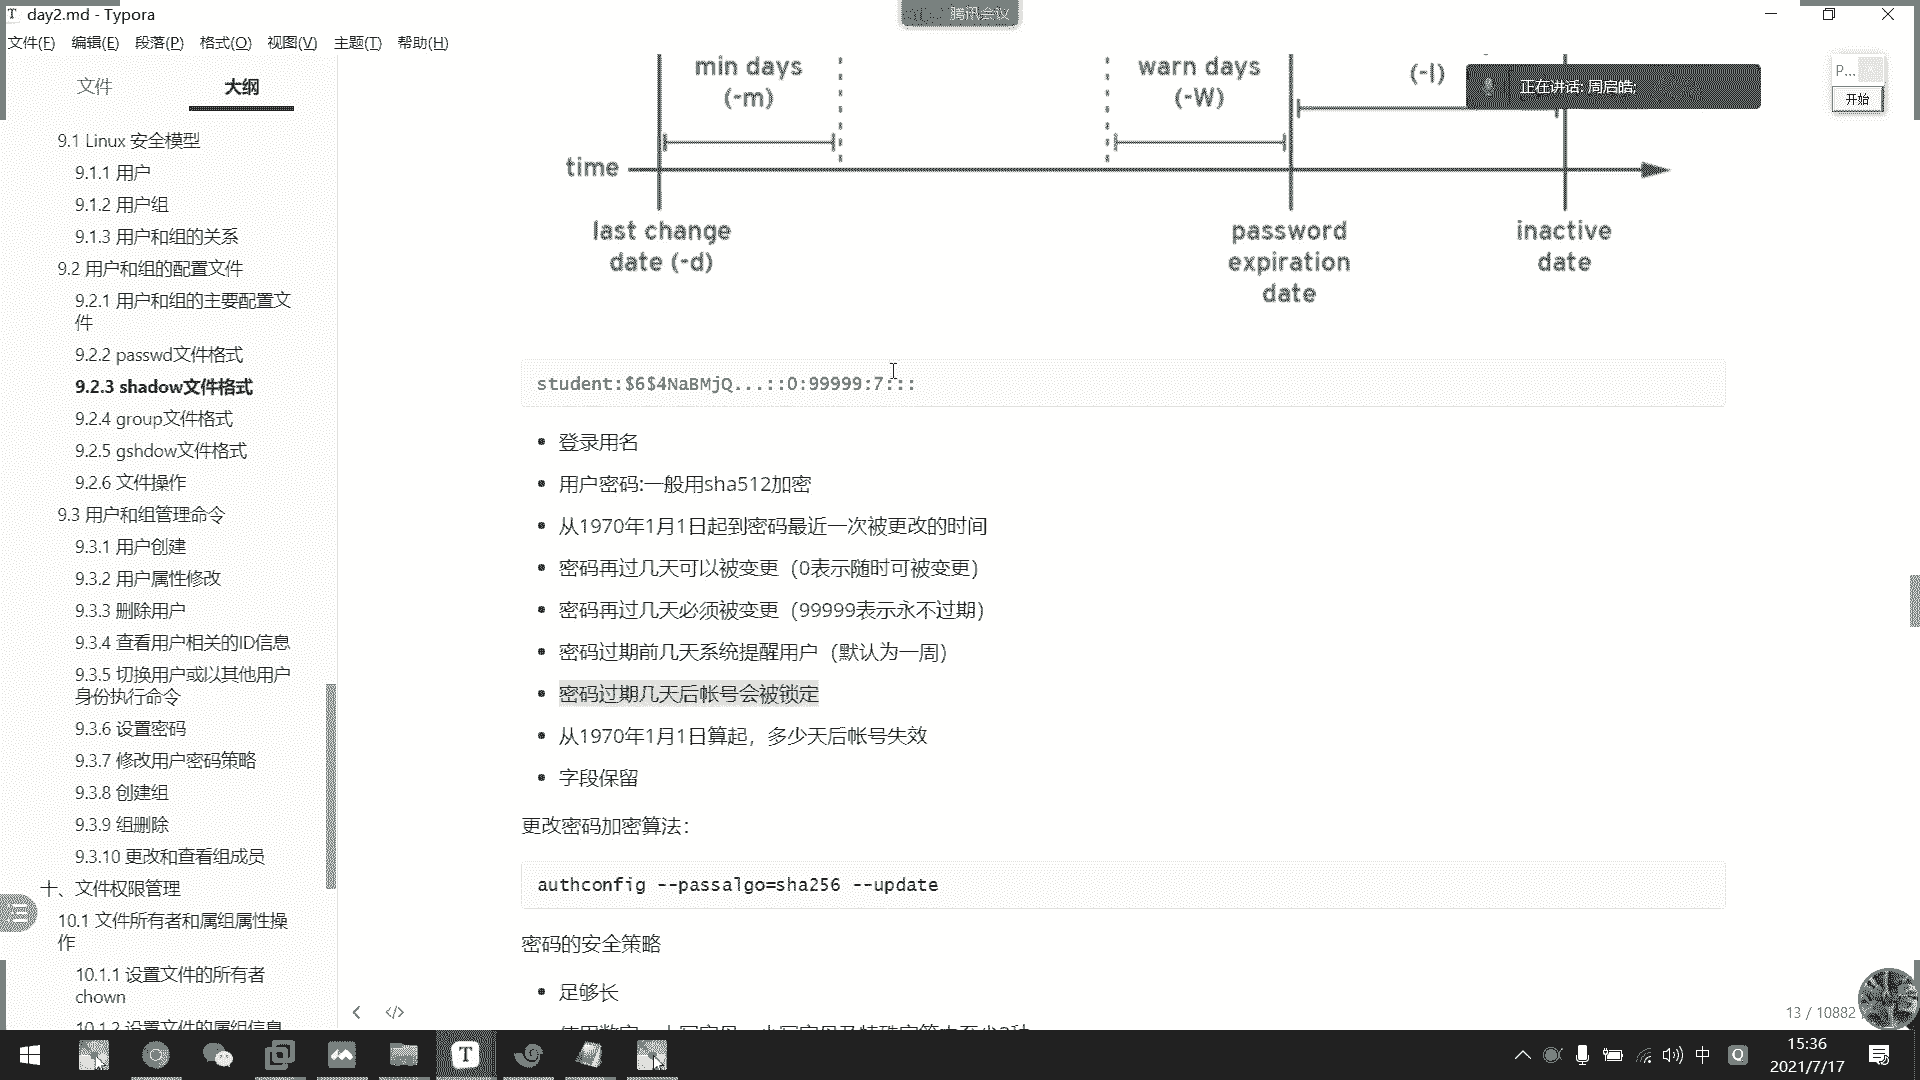 day2.md - Typora
腾讯会议
文件(F) 编辑(E) 段落(P) 格式(O) 视图(V) 主题(T) 帮助(H)
文件 大纲
9.1 Linux 安全模型
9.1.1 用户
9.1.2 用户组
9.1.3 用户和组的关系
9.2 用户和组的配置文件
9.2.1 用户和组的主要配置文
件
9.2.2 passwd文件格式
9.2.3 shadow文件格式
9.2.4 group文件格式
9.2.5 gshdow文件格式
9.2.6 文件操作
9.3 用户和组管理命令
9.3.1 用户创建
9.3.2 用户属性修改
9.3.3 删除用户
9.3.4 查看用户相关的ID信息
9.3.5 切换用户或以其他用户
身份执行命令
9.3.6 设置密码
9.3.7 修改用户密码策略
9.3.8 创建组
9.3.9 组删除
9.3.10 更改和查看组成员
十、文件权限管理
10.1 文件所有者和属组属性操
作
10.1.1 设置文件的所有者
chown
10.1.2 设置文件的属组信息
min days
(-m)
warn days
(-W)
(-I)
正在讲话: 周启皓;
P...
开始
time
last change
date (-d)
password
expiration
date
inactive
date
student:$6$4NaBMjQ...::0:99999:7:::
登录用名
用户密码:一般用sha512加密
从1970年1月1日起到密码最近一次被更改的时间
密码再过几天可以被变更（0表示随时可被变更）
密码再过几天必须被变更（99999表示永不过期）
密码过期前几天系统提醒用户（默认为一周）
密码过期几天后帐号会被锁定
从1970年1月1日算起，多少天后帐号失效
字段保留
更改密码加密算法：
authconfig --passalgo=sha256 --update
密码的安全策略
足够长
13 / 10882
中
15:36
2021/7/17